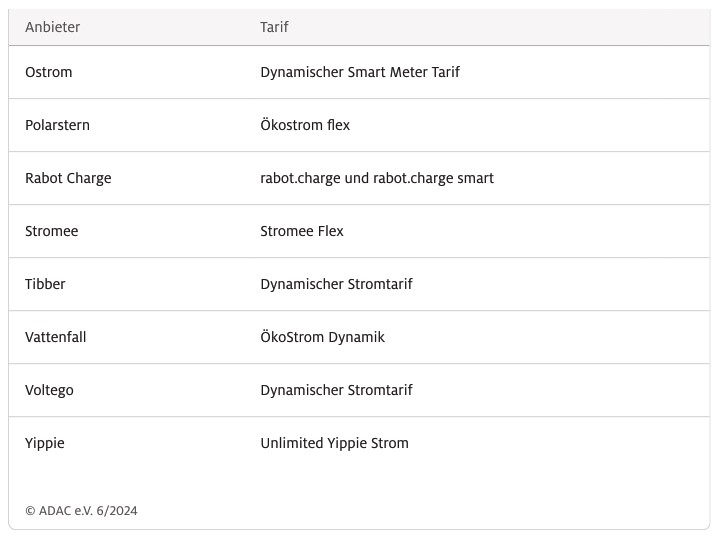 Anbieter Tarif
Ostrom Dynamischer Smart Meter Tarif
Polarstern Ökostrom flex
Rabot Charge rabot.charge und rabot.charge smart
Stromee Stromee Flex
Tibber Dynamischer Stromtarif
Vattenfall ÖkoStrom Dynamik
Voltego Dynamischer Stromtarif
Yippie Unlimited Yippie Strom
© ADAC e.V. 6/2024